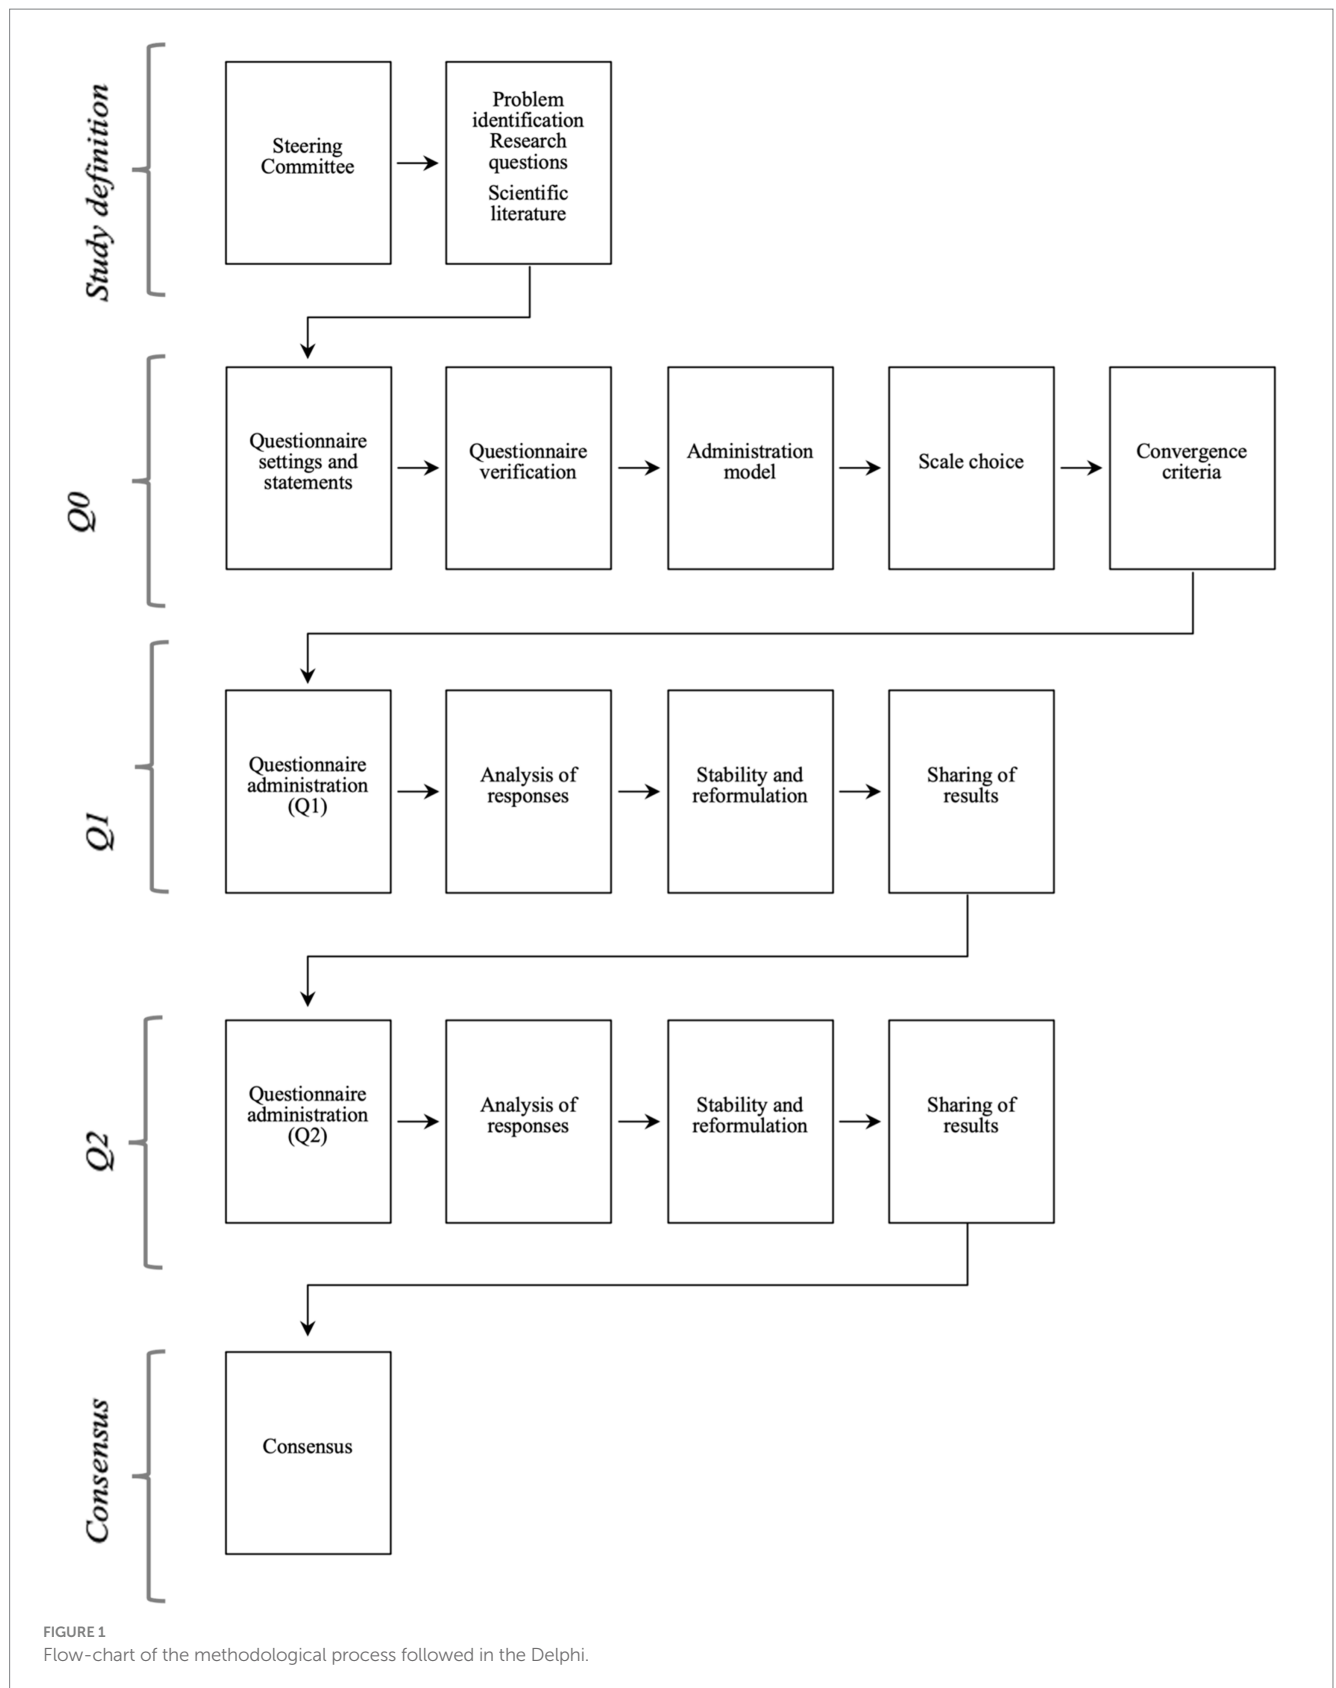 Study definition
Steering
Committee
Problem
identification
Research
questions
Scientific
literature
Q0
Questionnaire
settings and
statements
Questionnaire
verification
Administration
model
Scale choice
Convergence
criteria
Q1
Questionnaire
administration
(Q1)
Analysis of
responses
Stability and
reformulation
Sharing of
results
Q2
Questionnaire
administration
(Q2)
Analysis of
responses
Stability and
reformulation
Sharing of
results
Consensus
Consensus
FIGURE 1
Flow-chart of the methodological process followed in the Delphi.